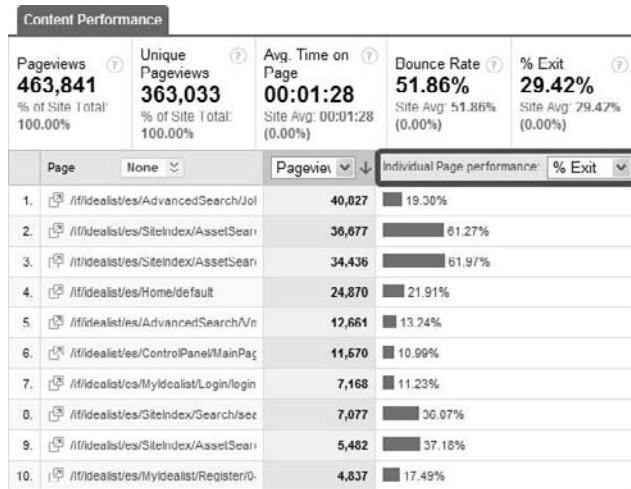 Content Performance
Pageviews ?
463,841
% of Site Total:
100.00%
Unique ?
Pageviews
363,033
% of Site Total:
100.00%
Avg. Time on ?
Page
00:01:28
Site Avg: 00:01:28
(0.00%)
Bounce Rate ?
51.86%
Site Avg: 51.86%
(0.00%)
% Exit ?
29.42%
Site Avg: 29.42%
(0.00%)
Page None Pageviev Individual Page performance: % Exit
1. /if/idealist/es/AdvancedSearch/Jol 40,827 19.30%
2. /if/idealist/es/SiteIndex/AssetSear 36,677 61.27%
3. /if/idealist/es/SiteIndex/AssetSear 34,436 61.97%
4. /if/idealist/es/Home/default 24,870 21.91%
5. /if/idealist/es/AdvancedSearch/ 12,661 13.24%
6. /if/idealist/es/ControlPanel/MainPag 11,570 10.99%
7. /if/idealist/es/MyIdealist/Login/login 7,168 11.23%
8. /if/idealist/es/SiteIndex/Search/sea 7,077 36.07%
9. /if/idealist/es/SiteIndex/AssetSear 5,482 37.18%
10. /if/idealist/es/MyIdealist/Register/0- 4,837 17.49%